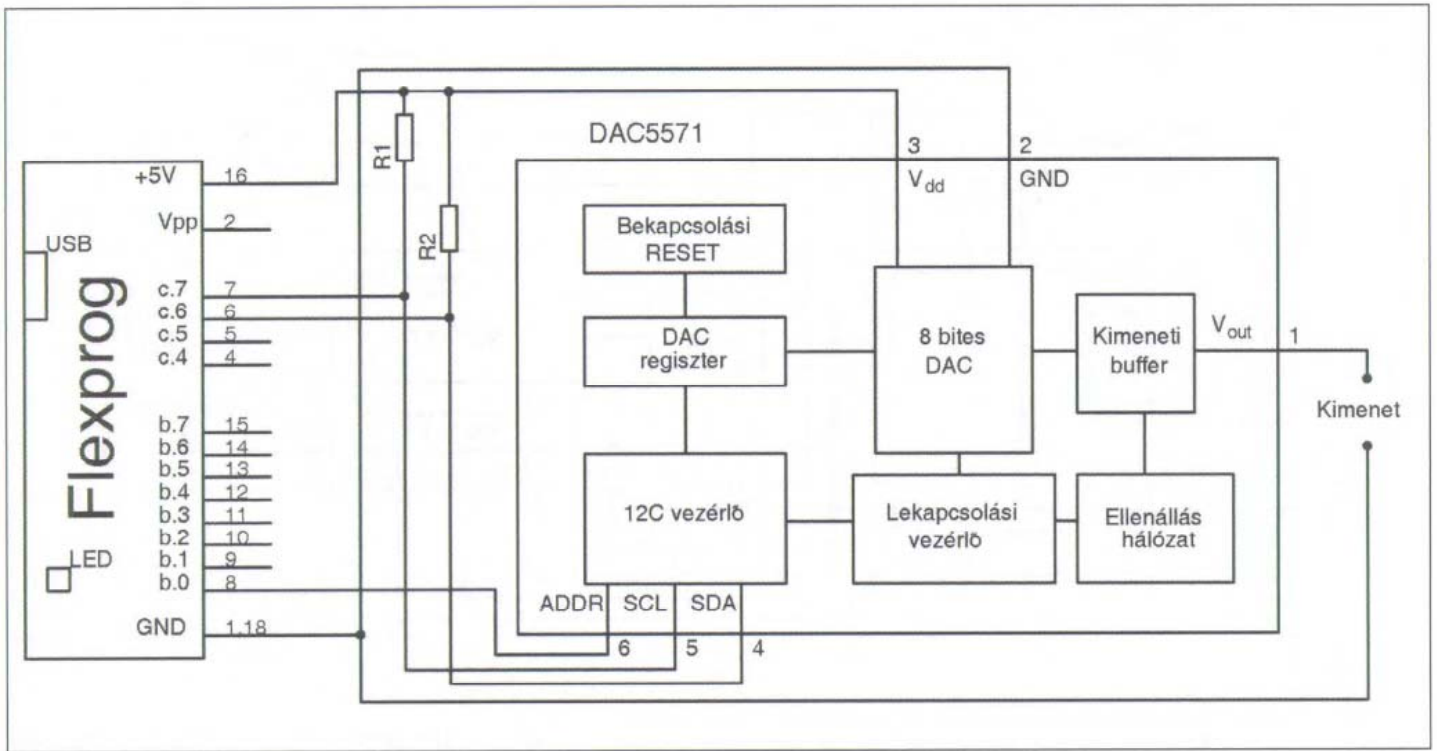 DAC5571
3
2
+5V
16
V_dd
GND
Vpp
2
R1
Bekapcsolási
RESET
USB
R2
Flexprog
c.7
7
c.6
6
c.5
5
c.4
4
DAC
regiszter
8 bites
DAC
Kimeneti
buffer
V_out
1
Kimenet
b.7
15
b.6
14
b.5
13
b.4
12
b.3
11
b.2
10
b.1
9
b.0
8
12C vezérlõ
Lekapcsolási
vezérlõ
Ellenállás
hálózat
LED
ADDR
SCL
SDA
GND
1,18
6
5
4